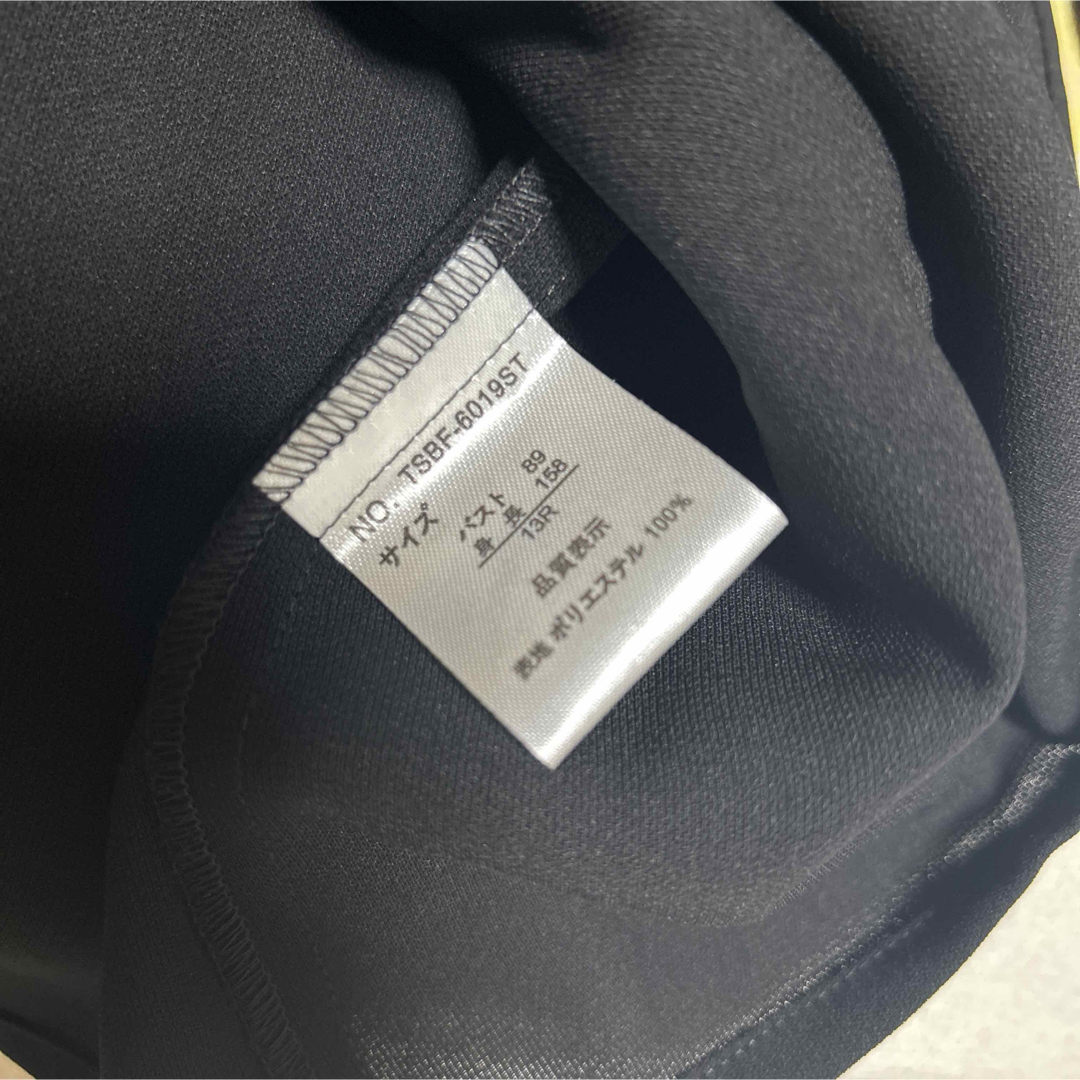 NO. TSBF-6019ST
サイズ
バスト 89
身 長 158
13R
品質表示
表地 ポリエステル 100%